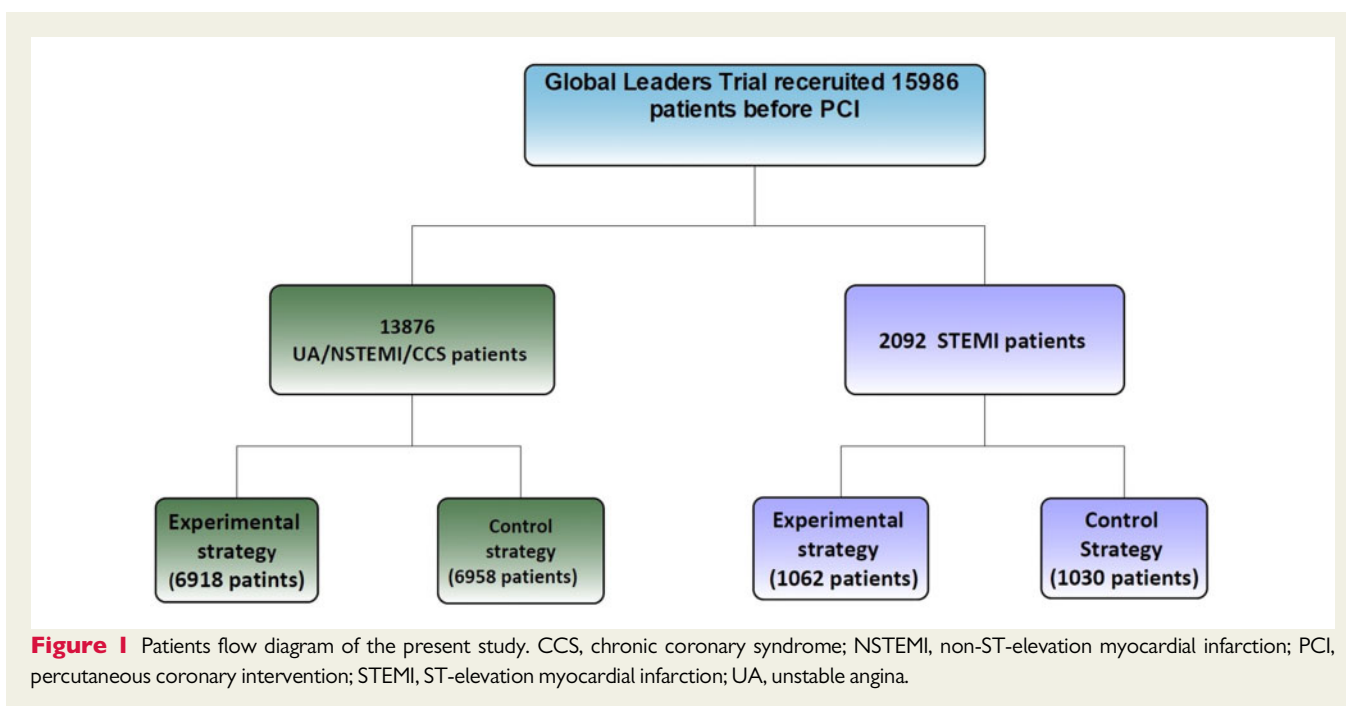 Global Leaders Trial receruited 15986
patients before PCI
13876
UA/NSTEMI/CCS patients
2092 STEMI patients
Experimental
strategy
(6918 patints)
Control
strategy
(6958 patients)
Experimental
strategy
(1062 patients)
Control
Strategy
(1030 patients)
Figure 1 Patients flow diagram of the present study. CCS, chronic coronary syndrome; NSTEMI, non-ST-elevation myocardial infarction; PCI,
percutaneous coronary intervention; STEMI, ST-elevation myocardial infarction; UA, unstable angina.